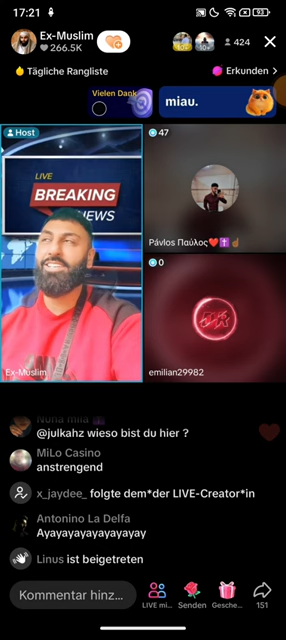 17:21
93
Ex-Muslim
266.5K
10+
424
Tägliche Rangliste
Erkunden >
Vielen Dank
miau.
Host
LIVE
BREAKING
NEWS
Ex-Muslim
47
Pávlos Παύλος❤️✝️☝🏾
0
emilian29982
@julkahz wieso bist du hier ?
MiLo Casino
anstrengend
x_jaydee_ folgte dem*der LIVE-Creator*in
Antonino La Delfa
Ayayayayayayayayay
Linus ist beigetreten
Kommentar hinz...
LIVE mi...
Senden
Gesche...
151